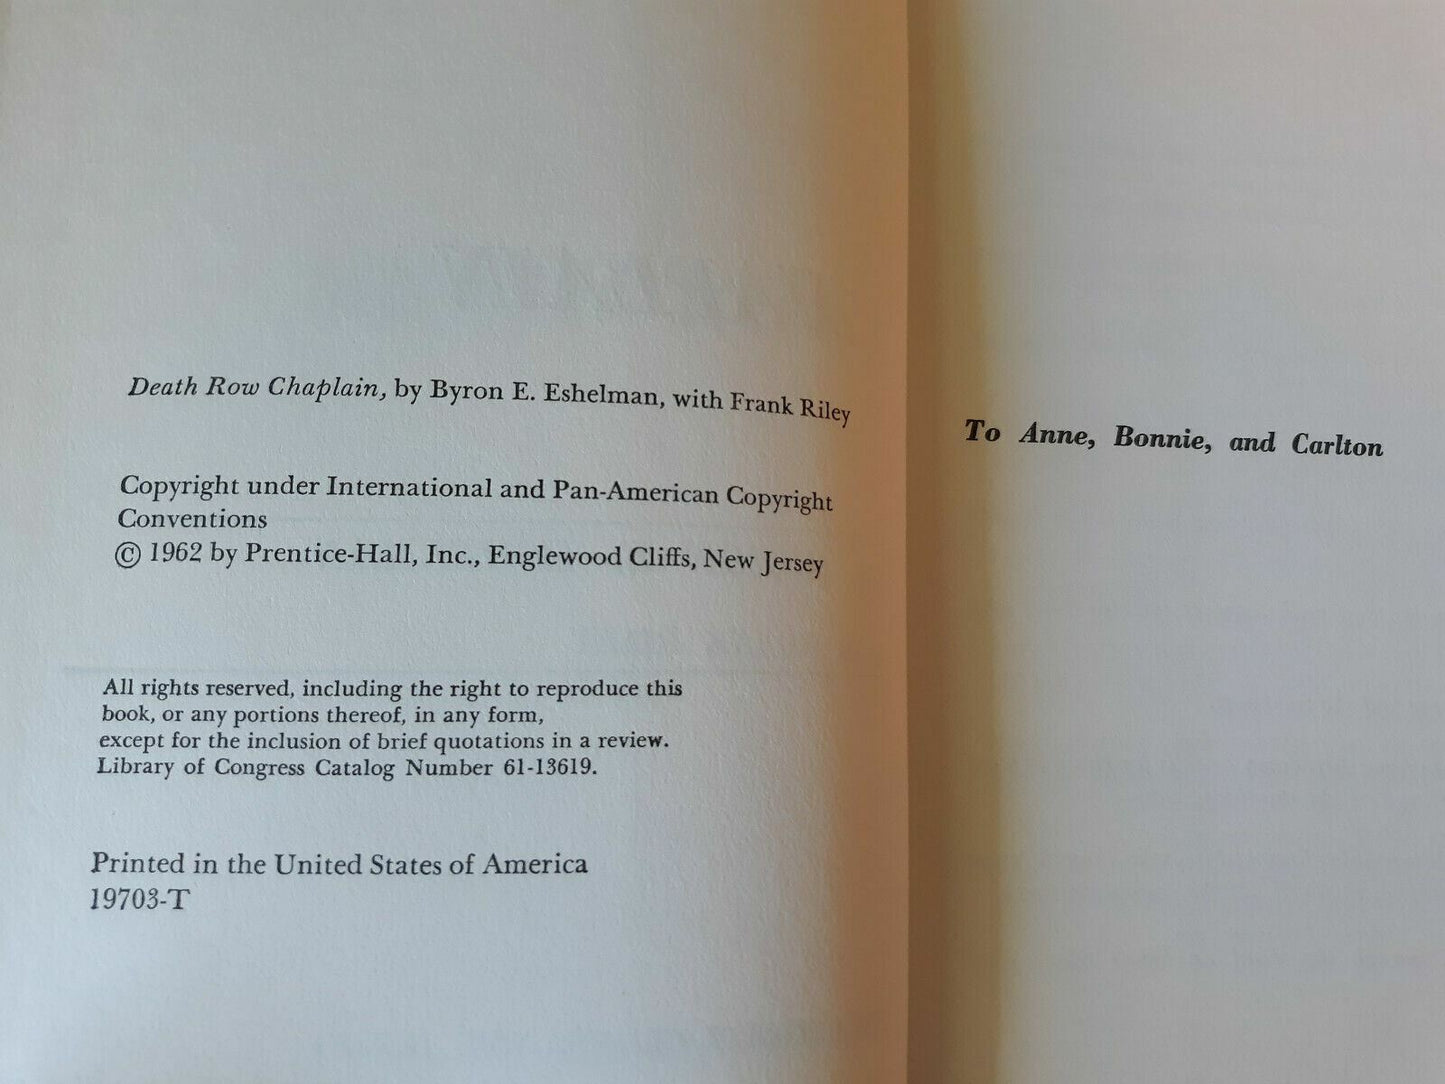 Death Row Chaplain, by Byron E. Eshelman, with Frank Riley
Copyright under International and Pan-American Copyright
Conventions
© 1962 by Prentice-Hall, Inc., Englewood Cliffs, New Jersey
All rights reserved, including the right to reproduce this
book, or any portions thereof, in any form,
except for the inclusion of brief quotations in a review.
Library of Congress Catalog Number 61-13619.
Printed in the United States of America
19703-T
To Anne, Bonnie, and Carlton